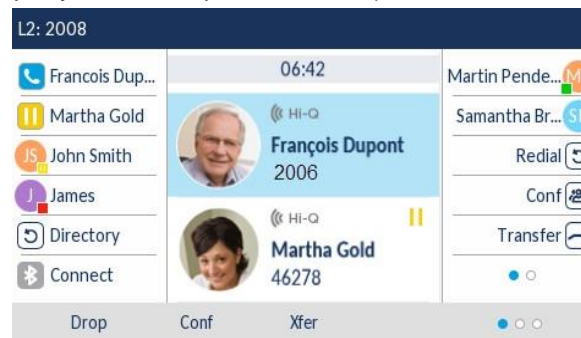 L2: 2008
Francois Dup...
Martha Gold
JS John Smith
J James
Directory
Connect
06:42
Hi-Q
François Dupont
2006
Hi-Q
Martha Gold
46278
Martin Pende...
Samantha Br...
Redial
Conf
Transfer
Drop Conf Xfer